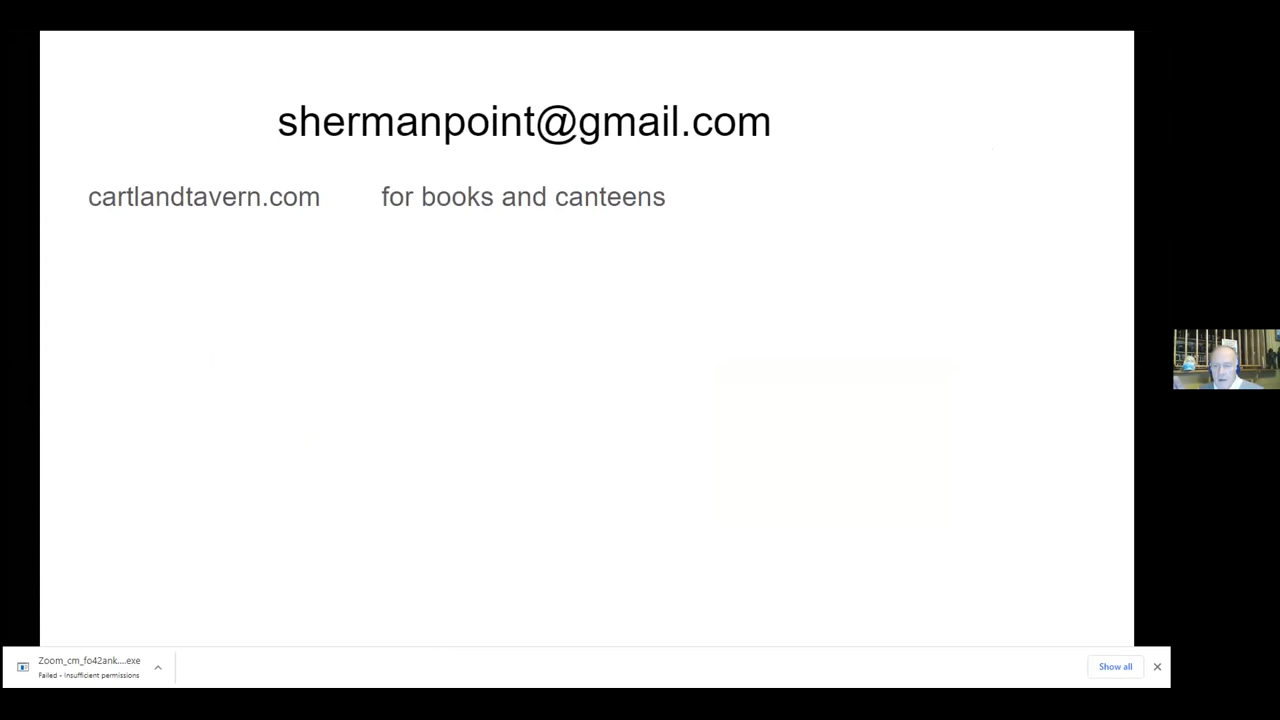 shermanpoint@gmail.com
cartlandtavern.com for books and canteens
Zoom_cm_fo42ank....exe
Failed - Insufficient permissions
Show all